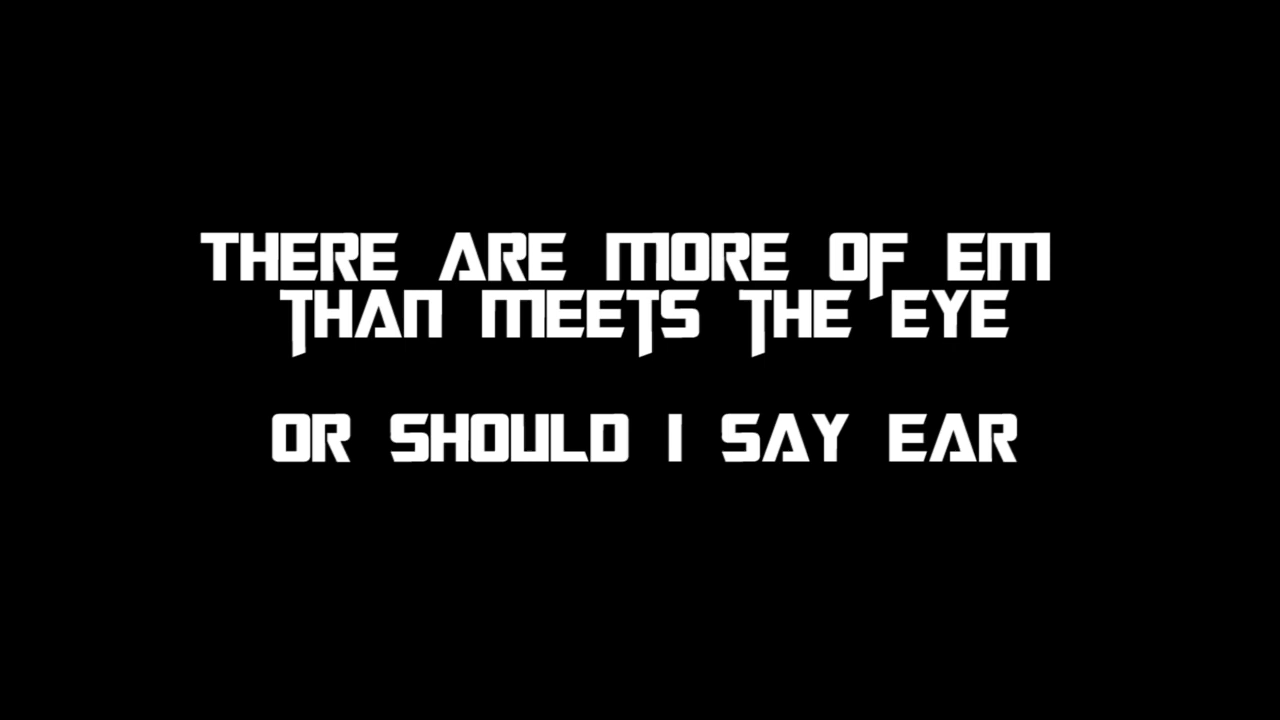 THERE ARE MORE OF EM
THAN MEETS THE EYE
OR SHOULD I SAY EAR